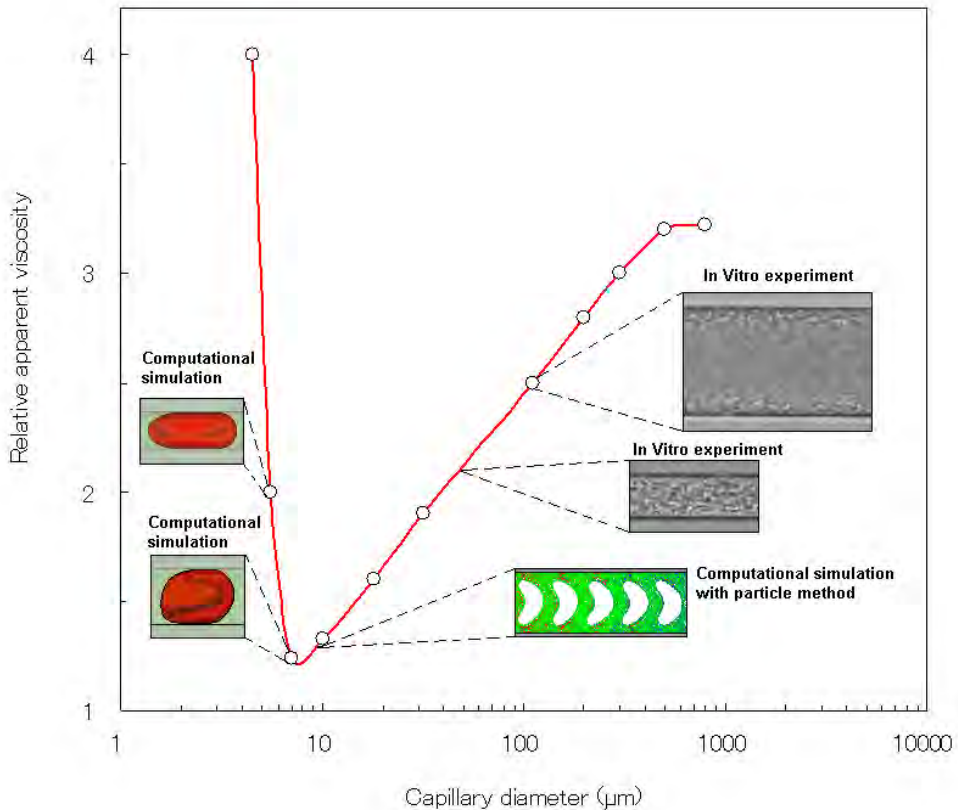 4
3
2
1
Relative apparent viscosity
1
10
100
1000
10000
Capillary diameter (μm)
Computational
simulation
Computational
simulation
In Vitro experiment
In Vitro experiment
Computational simulation
with particle method